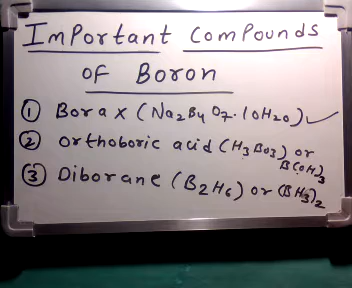 Important Compounds
of Boron
① Borax (Na₂B₄O₇.10H₂O) ✓
② Orthoboric acid (H₃BO₃) or
B(OH)₃
③ Diborane (B₂H₆) or (BH₃)₂